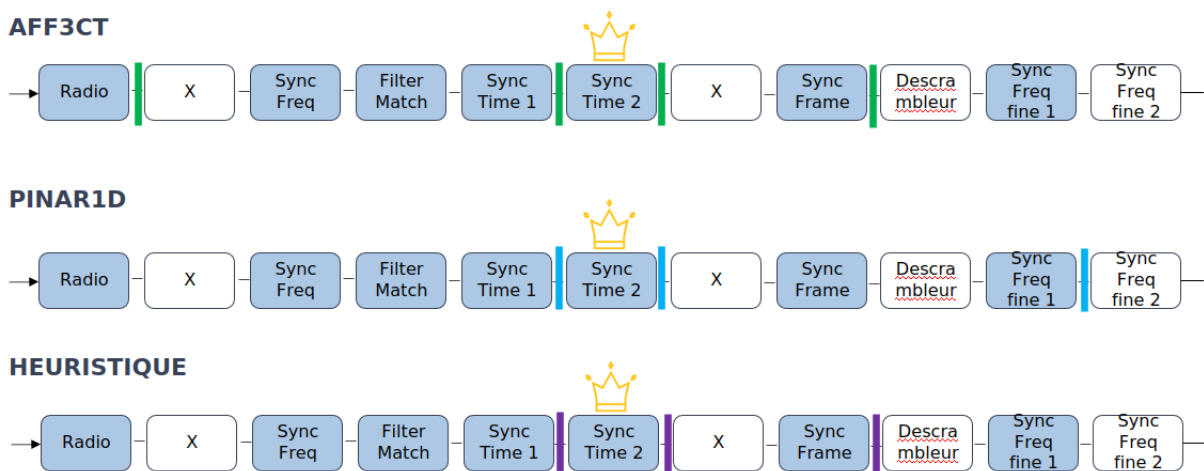 AFF3CT
Radio
X
Sync
Freq
Filter
Match
Sync
Time 1
Sync
Time 2
X
Sync
Frame
Descra
mbleur
Sync
Freq
fine 1
Sync
Freq
fine 2
PINAR1D
Radio
X
Sync
Freq
Filter
Match
Sync
Time 1
Sync
Time 2
X
Sync
Frame
Descra
mbleur
Sync
Freq
fine 1
Sync
Freq
fine 2
HEURISTIQUE
Radio
X
Sync
Freq
Filter
Match
Sync
Time 1
Sync
Time 2
X
Sync
Frame
Descra
mbleur
Sync
Freq
fine 1
Sync
Freq
fine 2